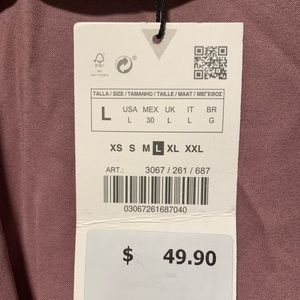 FSC
TALLA / SIZE / TAMANHO / TAILLE / MAAT / ΜΕΓΕΘΟΣ
L
USA MEX UK IT BR
L 30 L L G
XS S M L XL XXL
ART.: 3067 / 261 / 687
03067261687040
$ 49.90